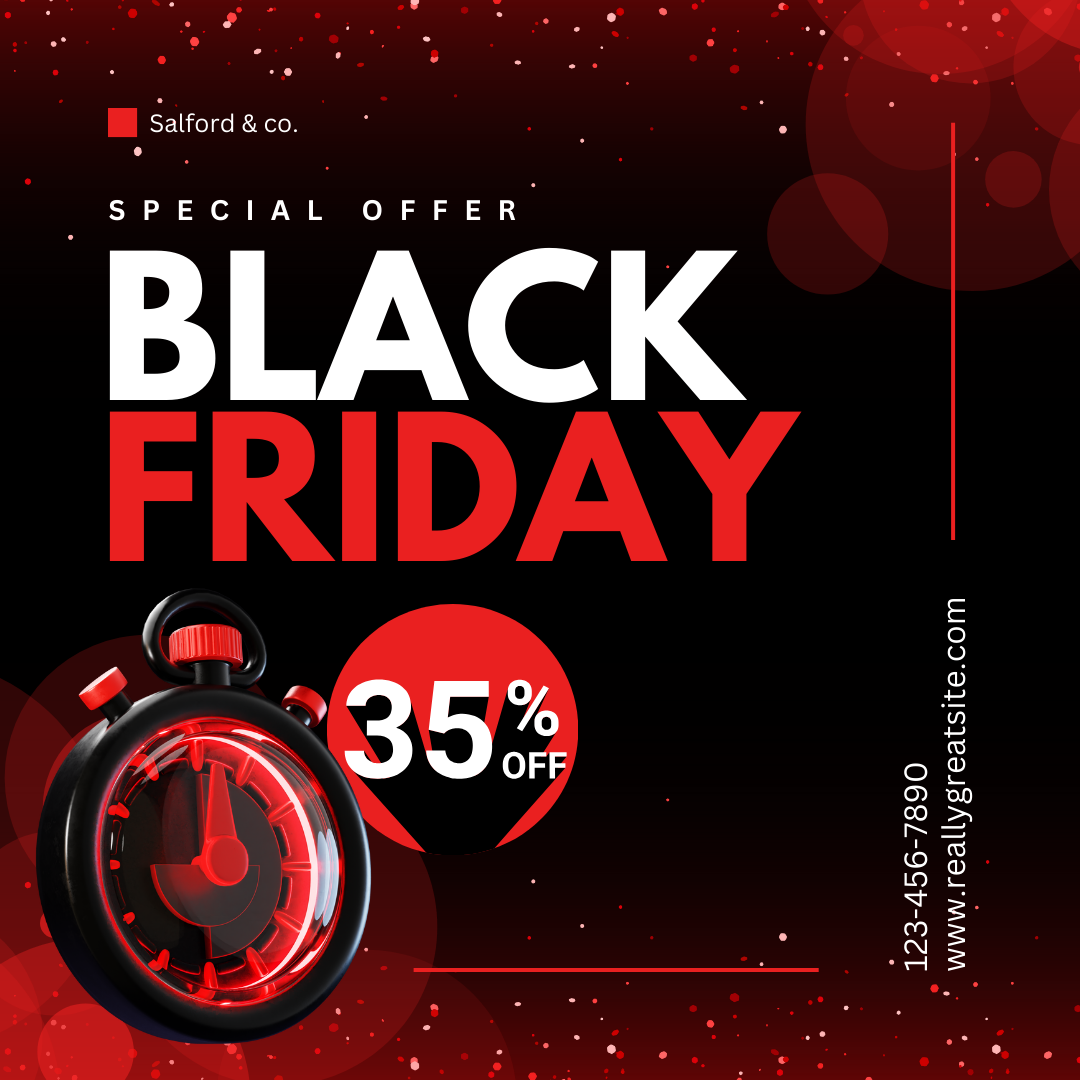 Salford & co.
SPECIAL OFFER
BLACK
FRIDAY
35%
OFF
123-456-7890
www.reallygreatsite.com